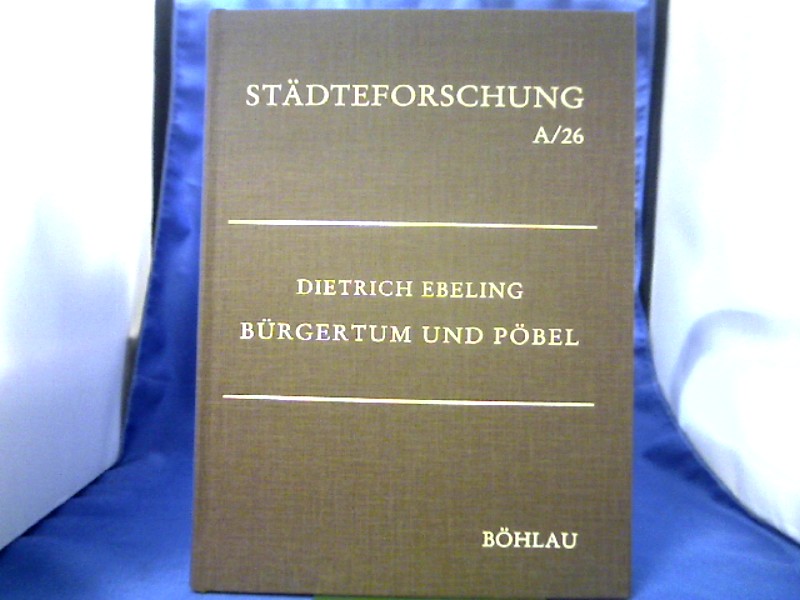 STÄDTEFORSCHUNG
A/26
DIETRICH EBELING
BÜRGERTUM UND PÖBEL
BÖHLAU